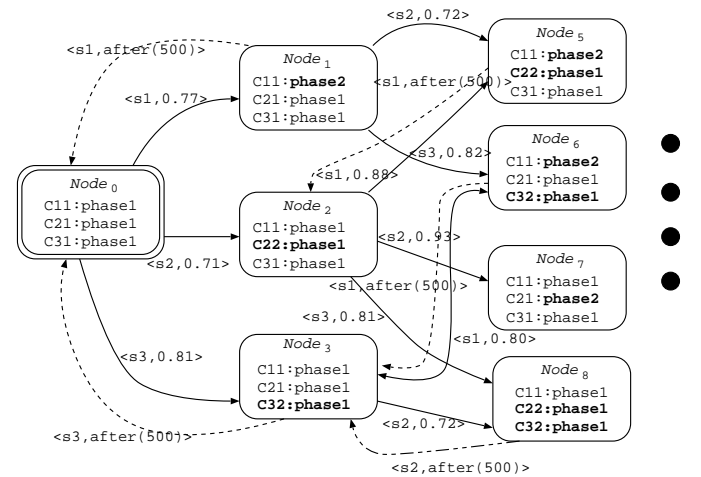 <s2,0.72>
<s1,after(500)>
Node 1
C11:phase2
C21:phase1
C31:phase1
Node 5
C11:phase2
C22:phase1
C31:phase1
<s1,after(500)>
<s1,0.77>
<s3,0.82>
<s1,0.88>
Node 6
C11:phase2
C21:phase1
C32:phase1
Node 0
C11:phase1
C21:phase1
C31:phase1
Node 2
C11:phase1
C22:phase1
C31:phase1
<s2,0.93>
<s2,0.71>
Node 7
C11:phase1
C21:phase2
C31:phase1
<s1,after(500)>
<s3,0.81>
<s1,0.80>
<s3,0.81>
Node 3
C11:phase1
C21:phase1
C32:phase1
Node 8
C11:phase1
C22:phase1
C32:phase1
<s2,0.72>
<s3,after(500)>
<s2,after(500)>